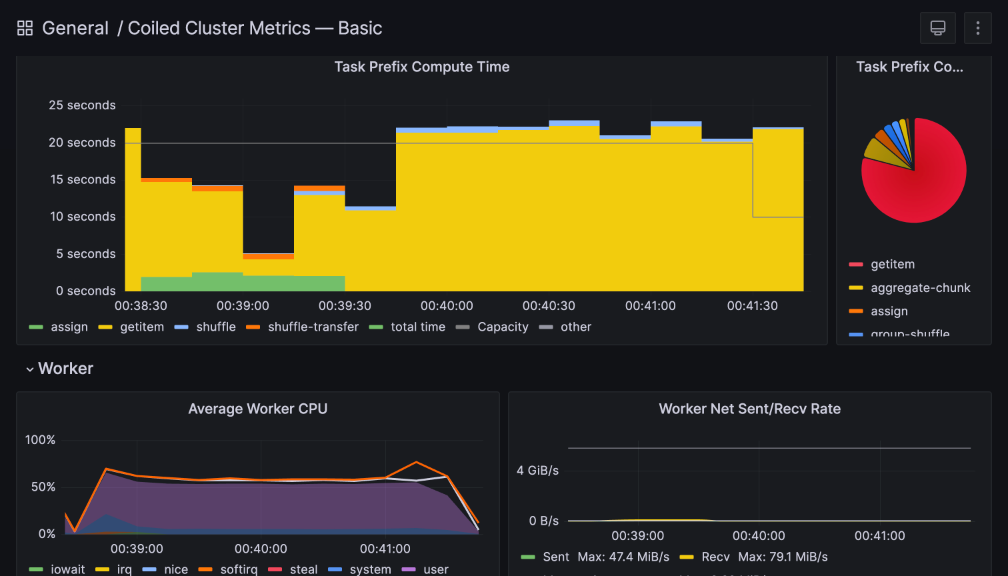 General / Coiled Cluster Metrics — Basic
Task Prefix Compute Time
25 seconds
20 seconds
15 seconds
10 seconds
5 seconds
0 seconds
00:38:30 00:39:00 00:39:30 00:40:00 00:40:30 00:41:00 00:41:30
assign getitem shuffle shuffle-transfer total time Capacity other
Task Prefix Co...
getitem
aggregate-chunk
assign
group-shuffle
Worker
Average Worker CPU
100%
50%
0%
00:39:00 00:40:00 00:41:00
iowait irq nice softirq steal system user
Worker Net Sent/Recv Rate
4 GiB/s
0 B/s
00:39:00 00:40:00 00:41:00
Sent Max: 47.4 MiB/s Recv Max: 79.1 MiB/s